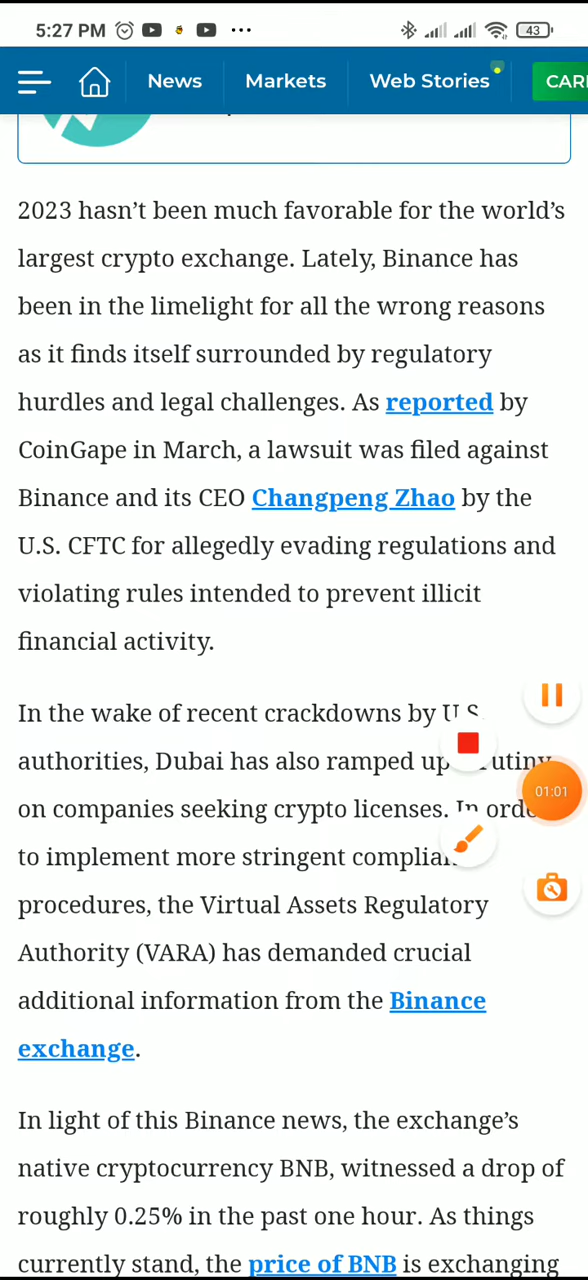 5:27 PM
43
News Markets Web Stories CAR
2023 hasn’t been much favorable for the world’s
largest crypto exchange. Lately, Binance has
been in the limelight for all the wrong reasons
as it finds itself surrounded by regulatory
hurdles and legal challenges. As reported by
CoinGape in March, a lawsuit was filed against
Binance and its CEO Changpeng Zhao by the
U.S. CFTC for allegedly evading regulations and
violating rules intended to prevent illicit
financial activity.
In the wake of recent crackdowns by U.S.
authorities, Dubai has also ramped up
on companies seeking crypto licenses. In order
01:01
to implement more stringent compliance
procedures, the Virtual Assets Regulatory
Authority (VARA) has demanded crucial
additional information from the Binance
exchange.
In light of this Binance news, the exchange’s
native cryptocurrency BNB, witnessed a drop of
roughly 0.25% in the past one hour. As things
currently stand, the price of BNB is exchanging